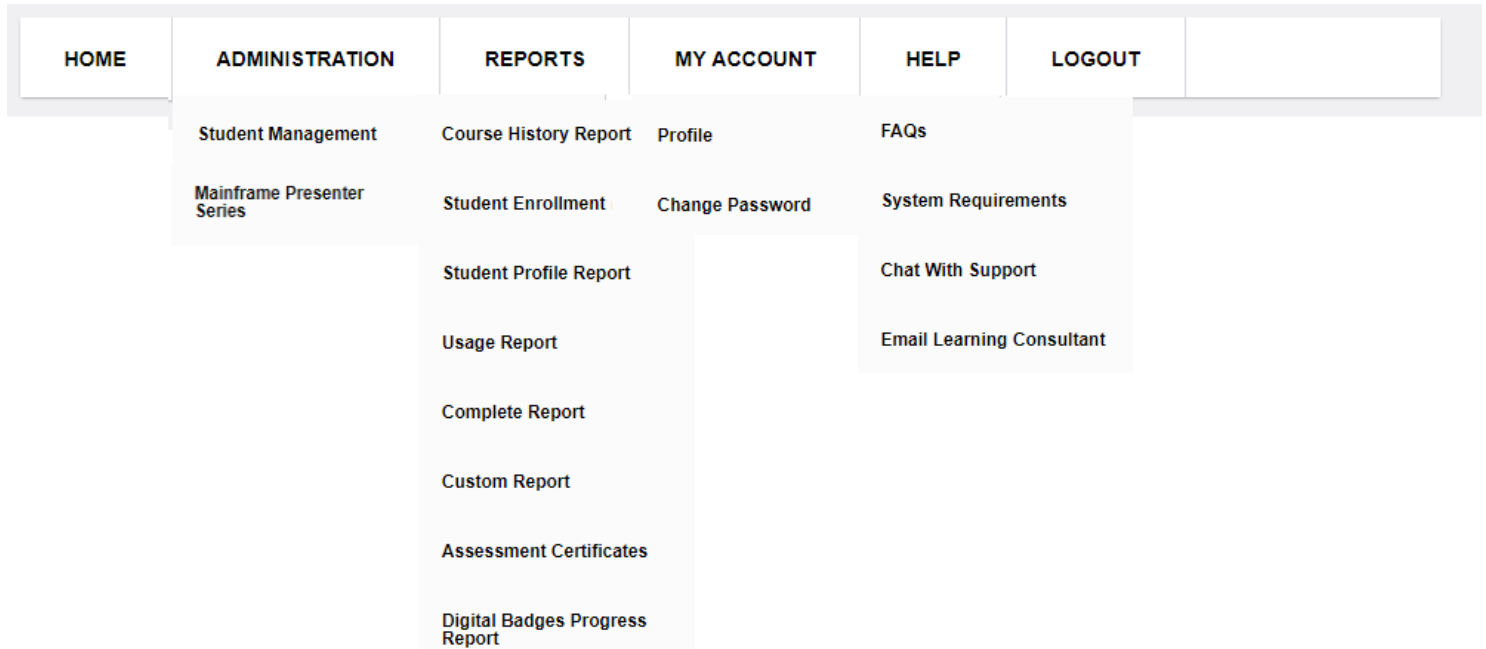 HOME
ADMINISTRATION
REPORTS
MY ACCOUNT
HELP
LOGOUT
Student Management
Mainframe Presenter
Series
Course History Report
Student Enrollment
Student Profile Report
Usage Report
Complete Report
Custom Report
Assessment Certificates
Digital Badges Progress
Report
Profile
Change Password
FAQs
System Requirements
Chat With Support
Email Learning Consultant